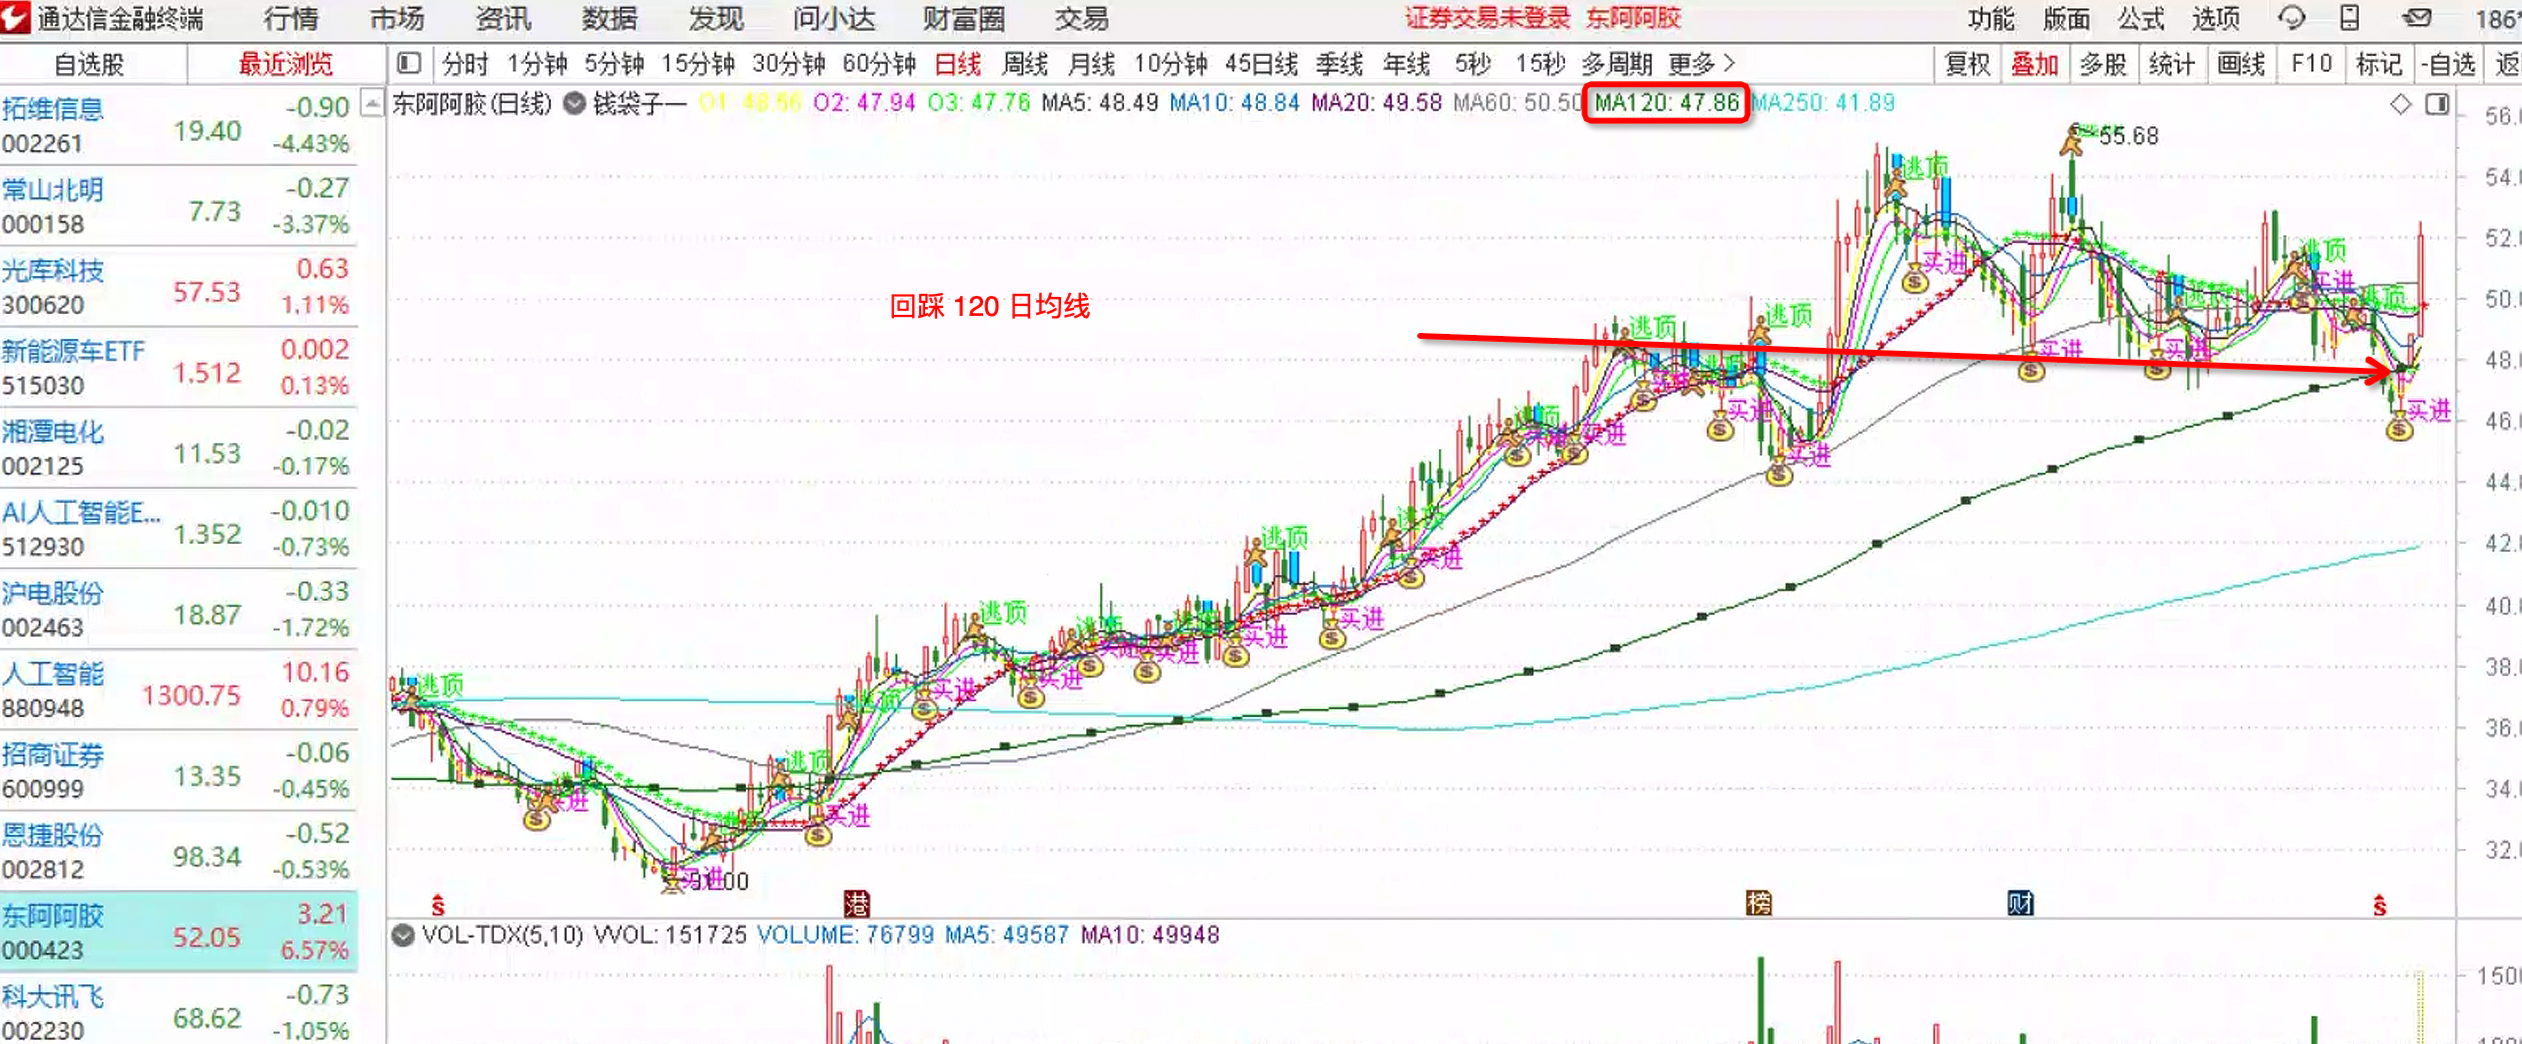 通达信金融终端 行情 市场 资讯 数据 发现 问小达 财富圈 交易 证券交易未登录 东阿阿胶 功能 版面 公式 选项 186*
自选股 最近浏览 分时 1分钟 5分钟 15分钟 30分钟 60分钟 日线 周线 月线 10分钟 45日线 季线 年线 5秒 15秒 多周期 更多> 复权 叠加 多股 统计 画线 F10 标记 -自选 返
东阿阿胶(日线) 钱袋子一 O1: 48.56 O2: 47.94 O3: 47.76 MA5: 48.49 MA10: 48.84 MA20: 49.58 MA60: 50.50 MA120: 47.86 MA250: 41.89
拓维信息 -0.90
19.40
002261 -4.43%
常山北明 -0.27
7.73
000158 -3.37%
光库科技 0.63
57.53
300620 1.11%
新能源车ETF 0.002
1.512
515030 0.13%
湘潭电化 -0.02
11.53
002125 -0.17%
AI人工智能E... -0.010
1.352
512930 -0.73%
沪电股份 -0.33
18.87
002463 -1.72%
人工智能 10.16
1300.75
880948 0.79%
招商证券 -0.06
13.35
600999 -0.45%
恩捷股份 -0.52
98.34
002812 -0.53%
东阿阿胶 3.21
52.05
000423 6.57%
科大讯飞 -0.73
68.62
002230 -1.05%
回踩 120 日均线
55.68
逃顶
买进
逃顶
买进
逃顶
逃顶
逃顶
买进
买进
买进
逃顶
买进
买进
买进
逃顶
买进
逃顶
买进
逃顶
买进
买进
逃顶
买进
逃顶
买进
港
榜
财
56.
54.
52.
50.
48.
46.
44.
42.
40.
38.
36.
34.
32.
VOL-TDX(5,10) VVOL: 151725 VOLUME: 76799 MA5: 49587 MA10: 49948
1500